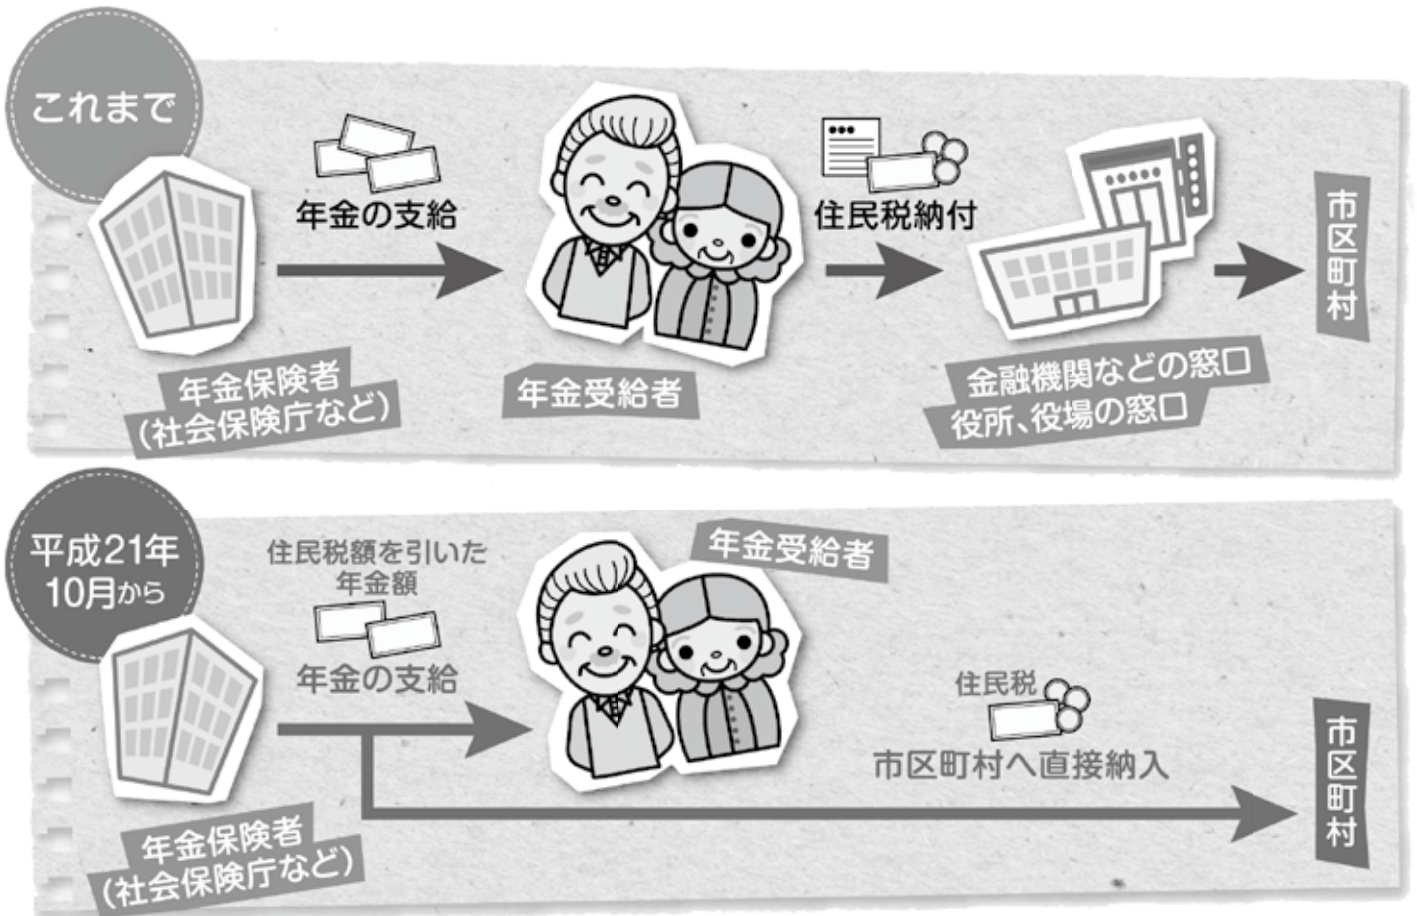 これまで
年金の支給
住民税納付
市区町村
年金保険者
(社会保険庁など)
年金受給者
金融機関などの窓口
役所、役場の窓口
平成21年
10月から
住民税額を引いた
年金額
年金の支給
年金受給者
住民税
市区町村へ直接納入
市区町村
年金保険者
(社会保険庁など)